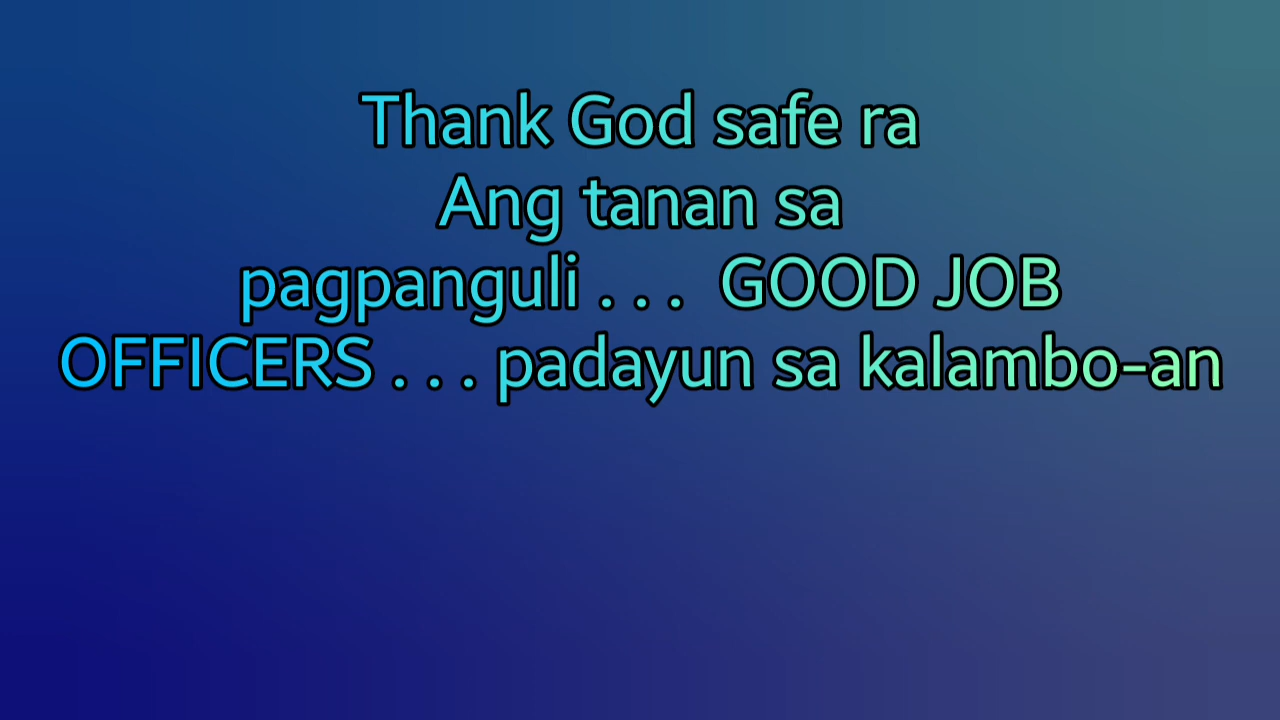 Thank God safe ra
Ang tanan sa
pagpanguli . . .  GOOD JOB
OFFICERS . . . padayun sa kalambo-an